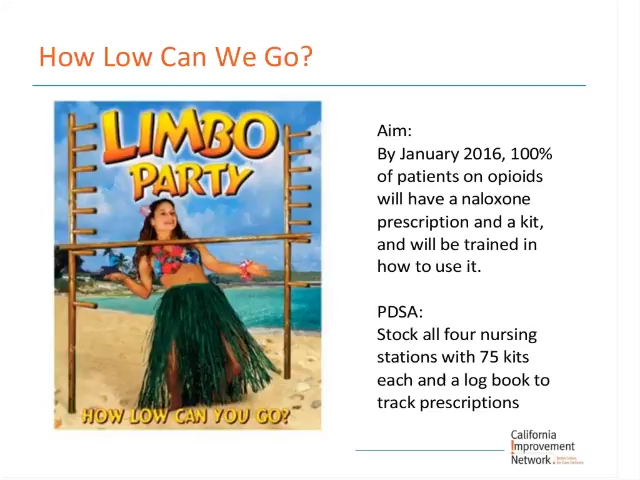 How Low Can We Go?
LIMBO
PARTY
HOW LOW CAN YOU GO?
Aim:
By January 2016, 100%
of patients on opioids
will have a naloxone
prescription and a kit,
and will be trained in
how to use it.
PDSA:
Stock all four nursing
stations with 75 kits
each and a log book to
track prescriptions
California
Improvement
Network